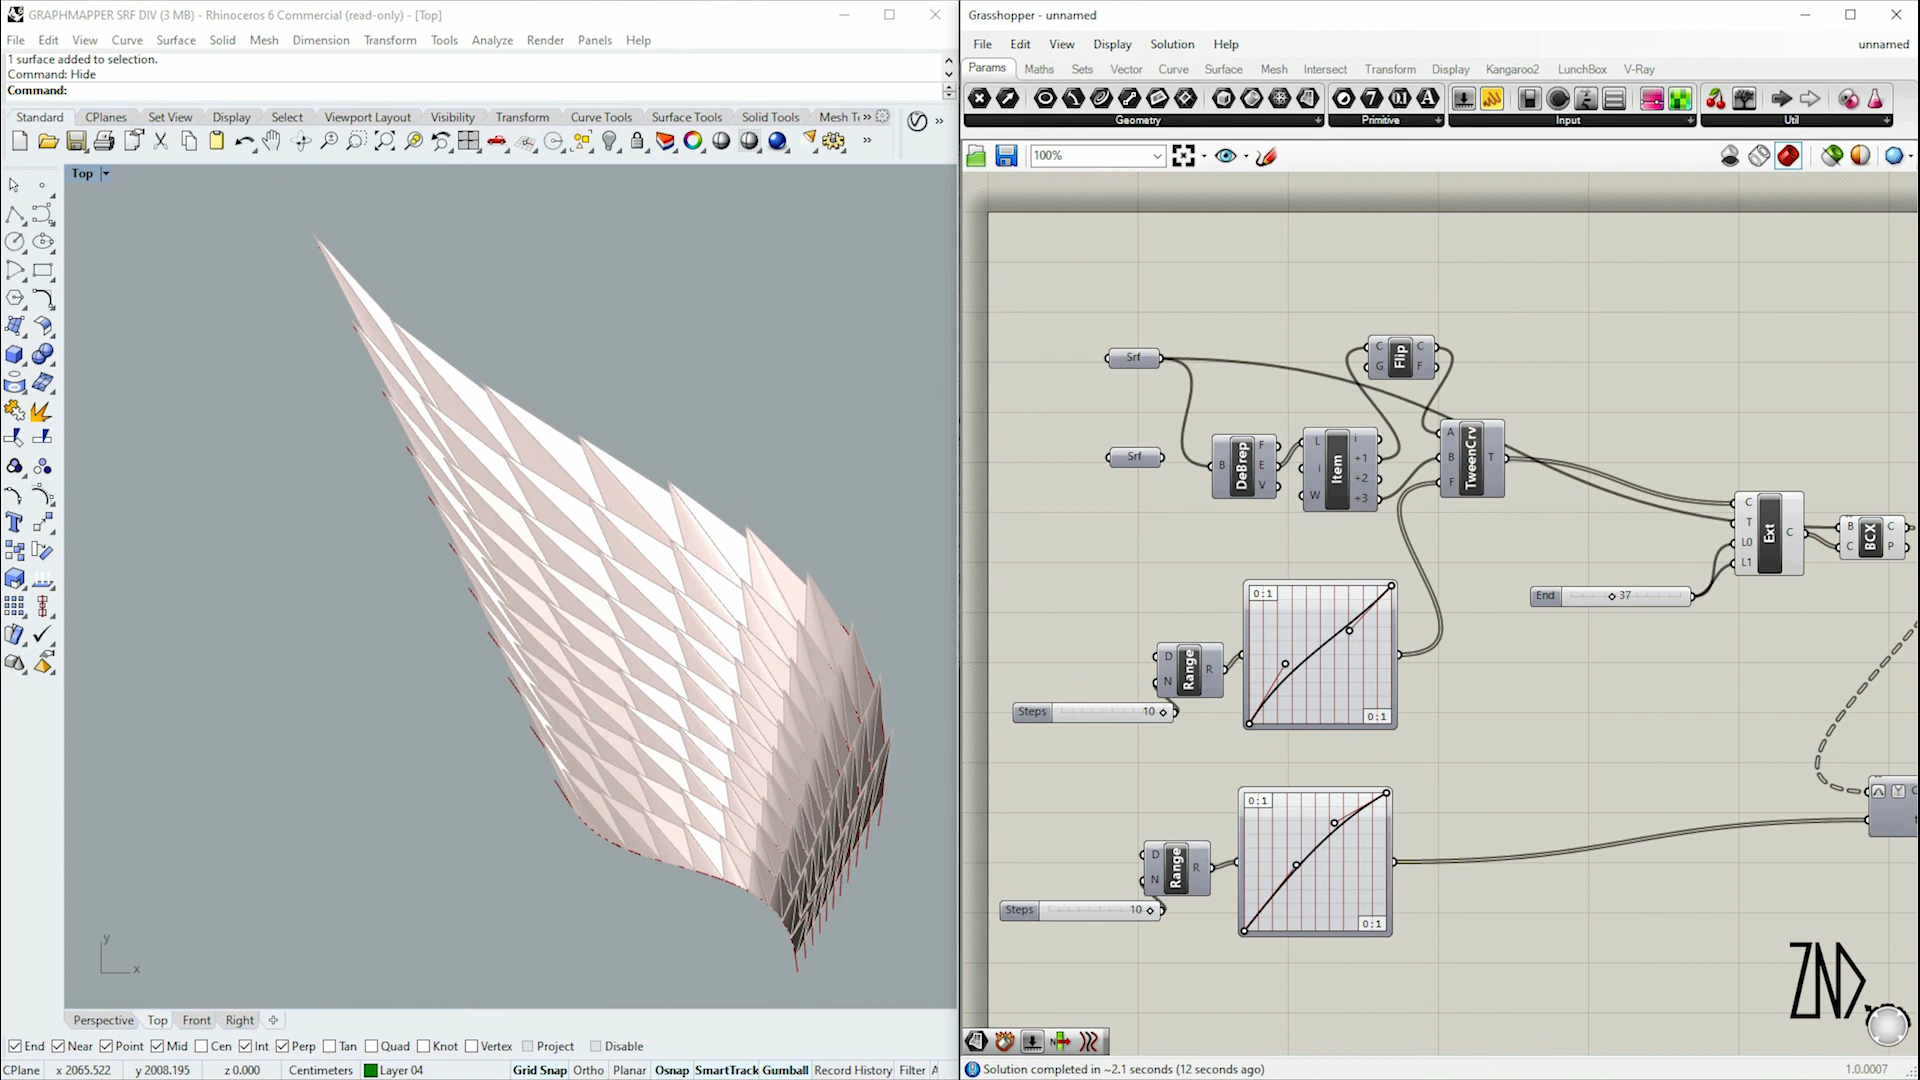 GRAPHMAPPER SRF DIV (3 MB) - Rhinoceros 6 Commercial (read-only) - [Top]
File Edit View Curve Surface Solid Mesh Dimension Transform Tools Analyze Render Panels Help
1 surface added to selection.
Command: Hide
Command:
Standard CPlanes Set View Display Select Viewport Layout Visibility Transform Curve Tools Surface Tools Solid Tools Mesh T
Top
y
x
Perspective Top Front Right
End Near Point Mid Cen Int Perp Tan Quad Knot Vertex Project Disable
CPlane x 2065.522 y 2008.195 z 0.000 Centimeters Layer 04 Grid Snap Ortho Planar Osnap SmartTrack Gumball Record History Filter A
Grasshopper - unnamed
File Edit View Display Solution Help unnamed
Params Maths Sets Vector Curve Surface Mesh Intersect Transform Display Kangaroo2 LunchBox V-Ray
Geometry Primitive Input Util
100%
C G Flip C F
Srf
Srf
B DeBrep F E V
L i W Item i +1 +2 +3
A B F TweenCrv T
C T L0 L1 Ext C
B C BCX C P
End 37
0:1
0:1
D N Range R
Steps 10
0:1
0:1
D N Range R
Steps 10
ZND
Solution completed in ~2.1 seconds (12 seconds ago) 1.0.0007